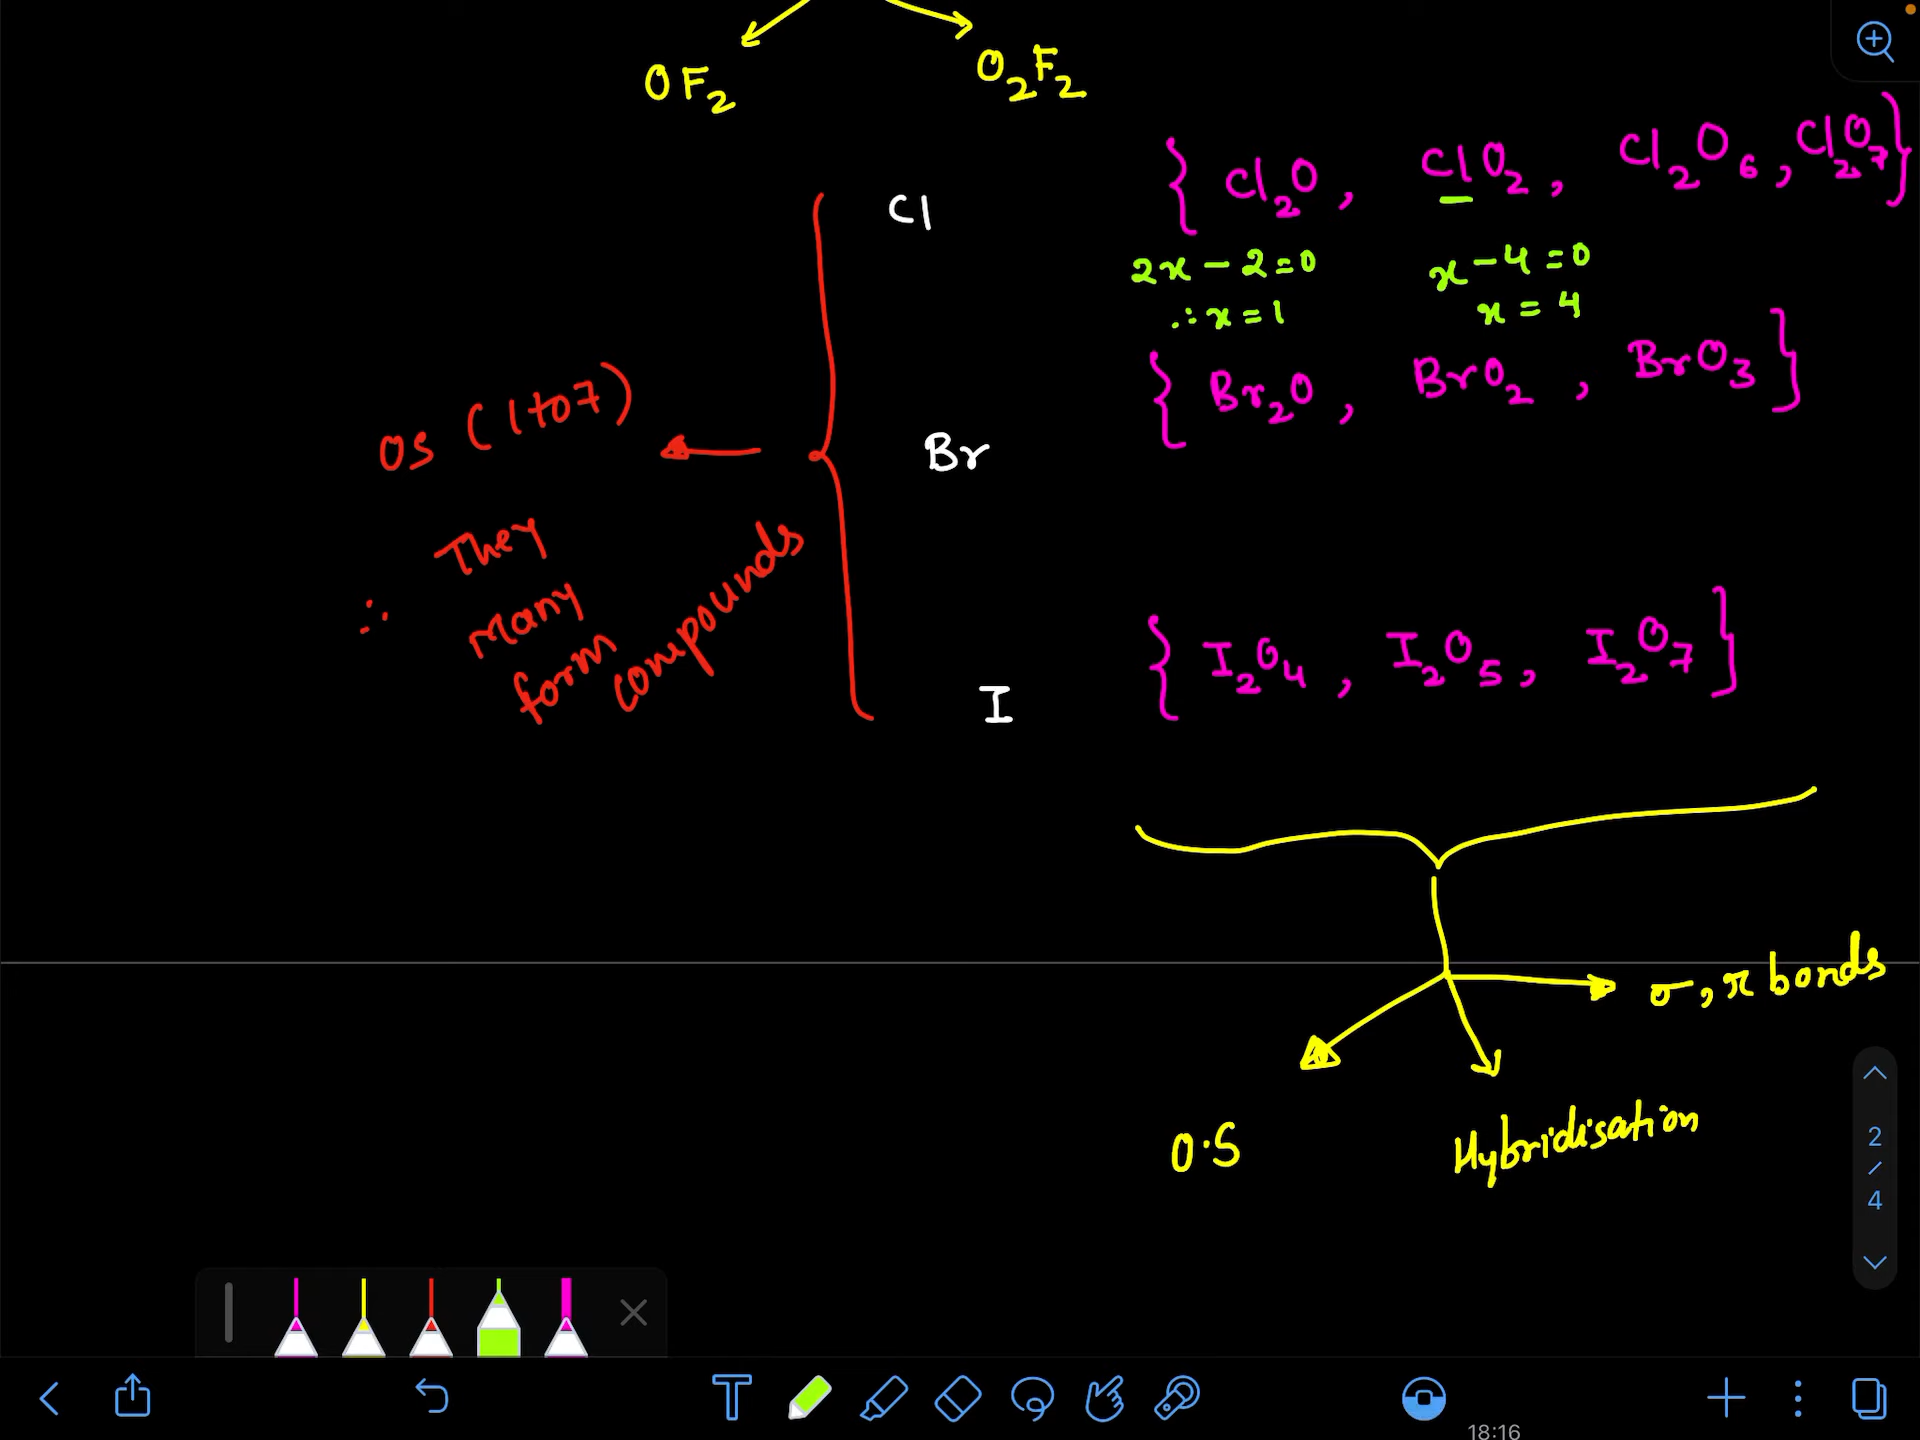 OF2
O2F2
Cl
{ Cl2O, ClO2, Cl2O6, Cl2O7 }
2x - 2 = 0
∴ x = 1
x - 4 = 0
x = 4
Br
{ Br2O, BrO2, BrO3 }
I
{ I2O4, I2O5, I2O7 }
OS (1 to 7)
∴ They
Many
form
compounds
σ, π bonds
O.S
Hybridisation
2
/
4
T
18:16